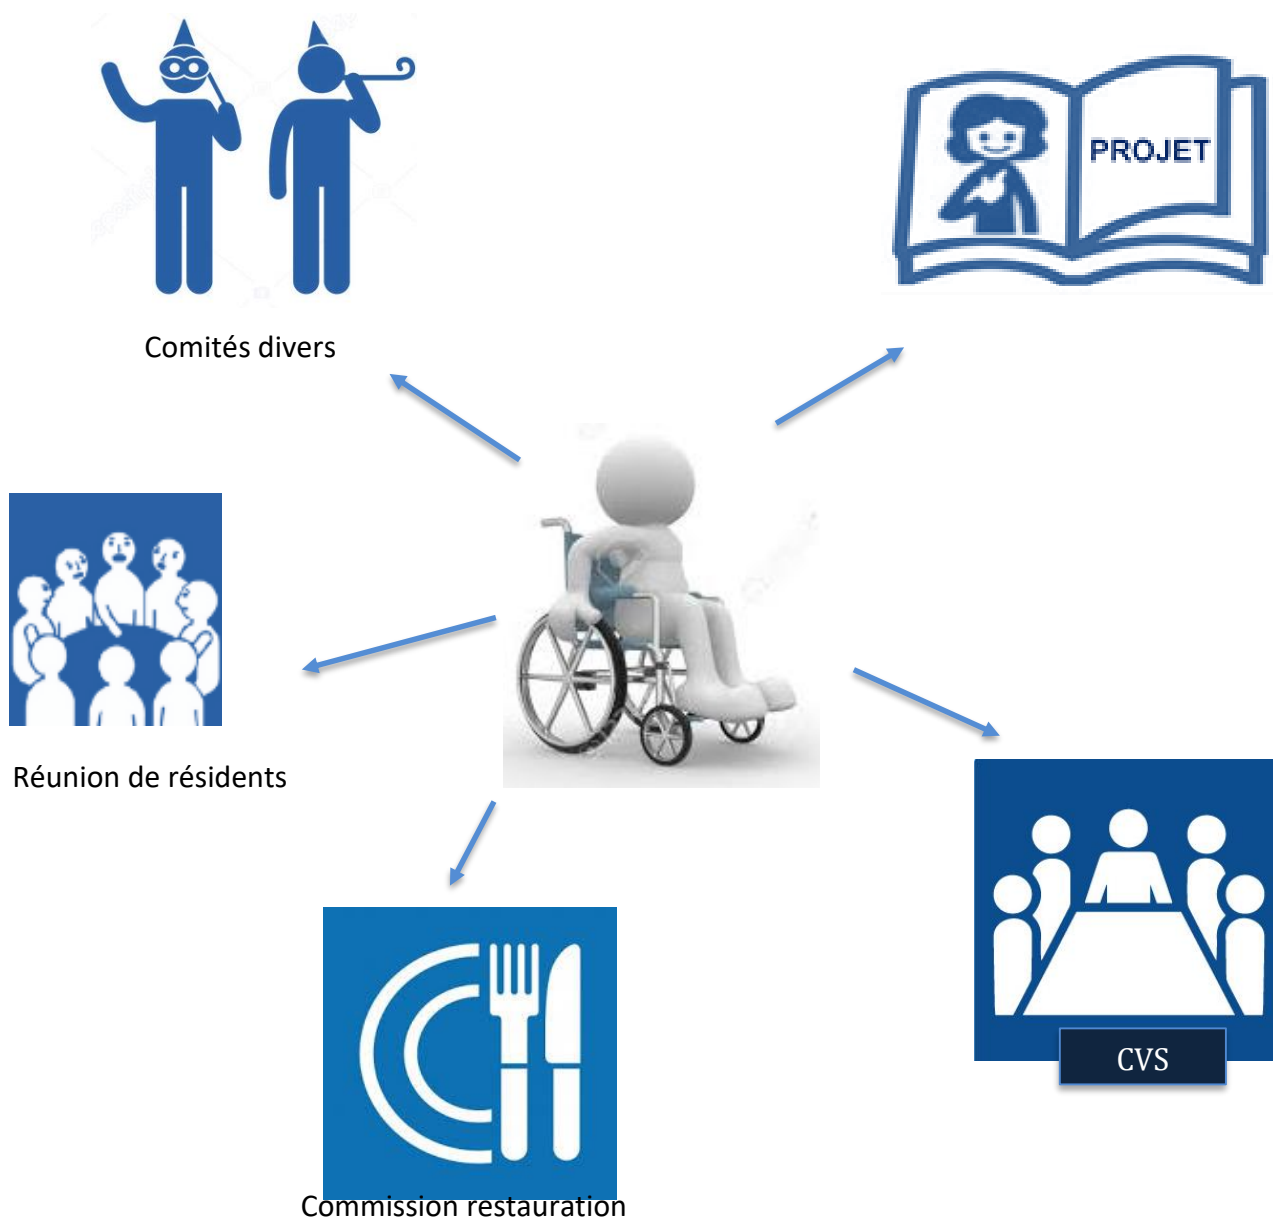 PROJET
Comités divers
Réunion de résidents
CVS
Commission restauration